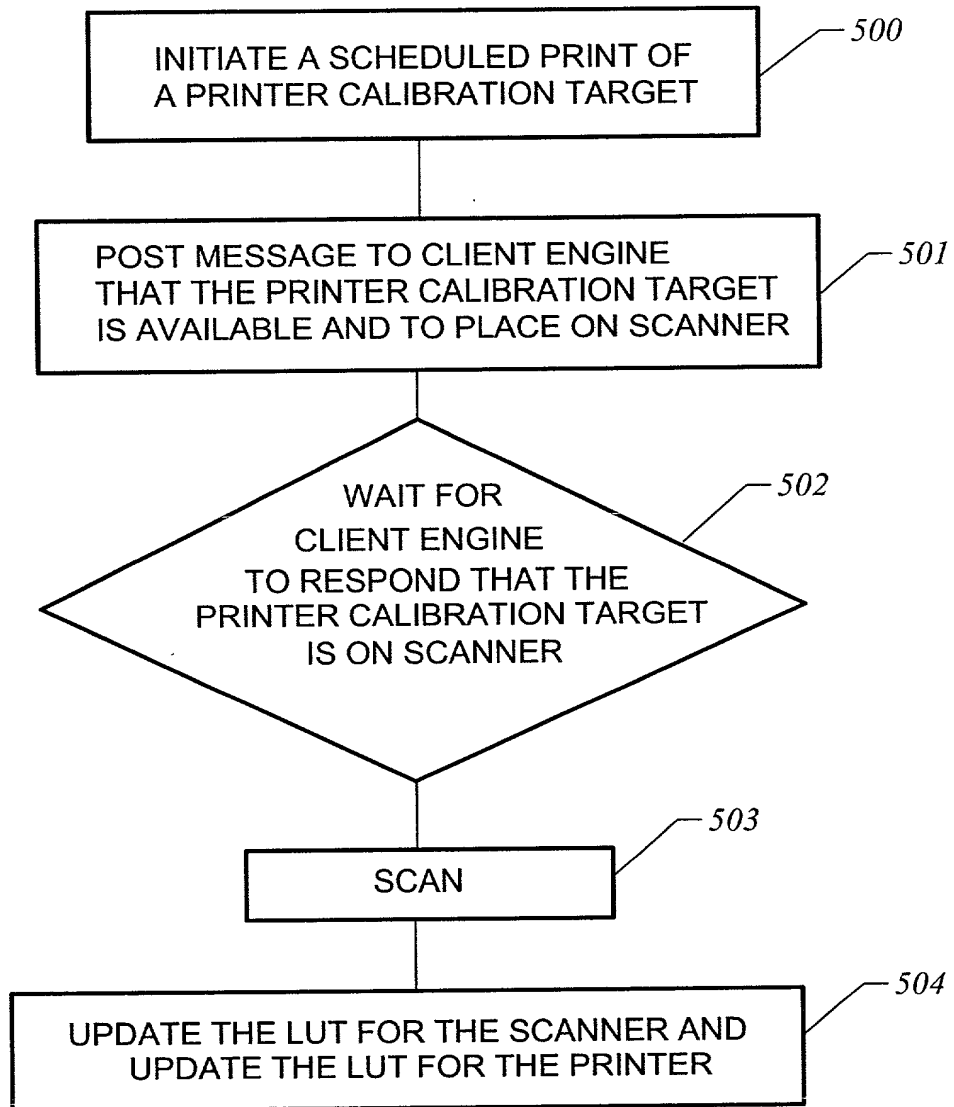 INITIATE A SCHEDULED PRINT OF
A PRINTER CALIBRATION TARGET
500
POST MESSAGE TO CLIENT ENGINE
THAT THE PRINTER CALIBRATION TARGET
IS AVAILABLE AND TO PLACE ON SCANNER
501
WAIT FOR
CLIENT ENGINE
TO RESPOND THAT THE
PRINTER CALIBRATION TARGET
IS ON SCANNER
502
SCAN
503
UPDATE THE LUT FOR THE SCANNER AND
UPDATE THE LUT FOR THE PRINTER
504